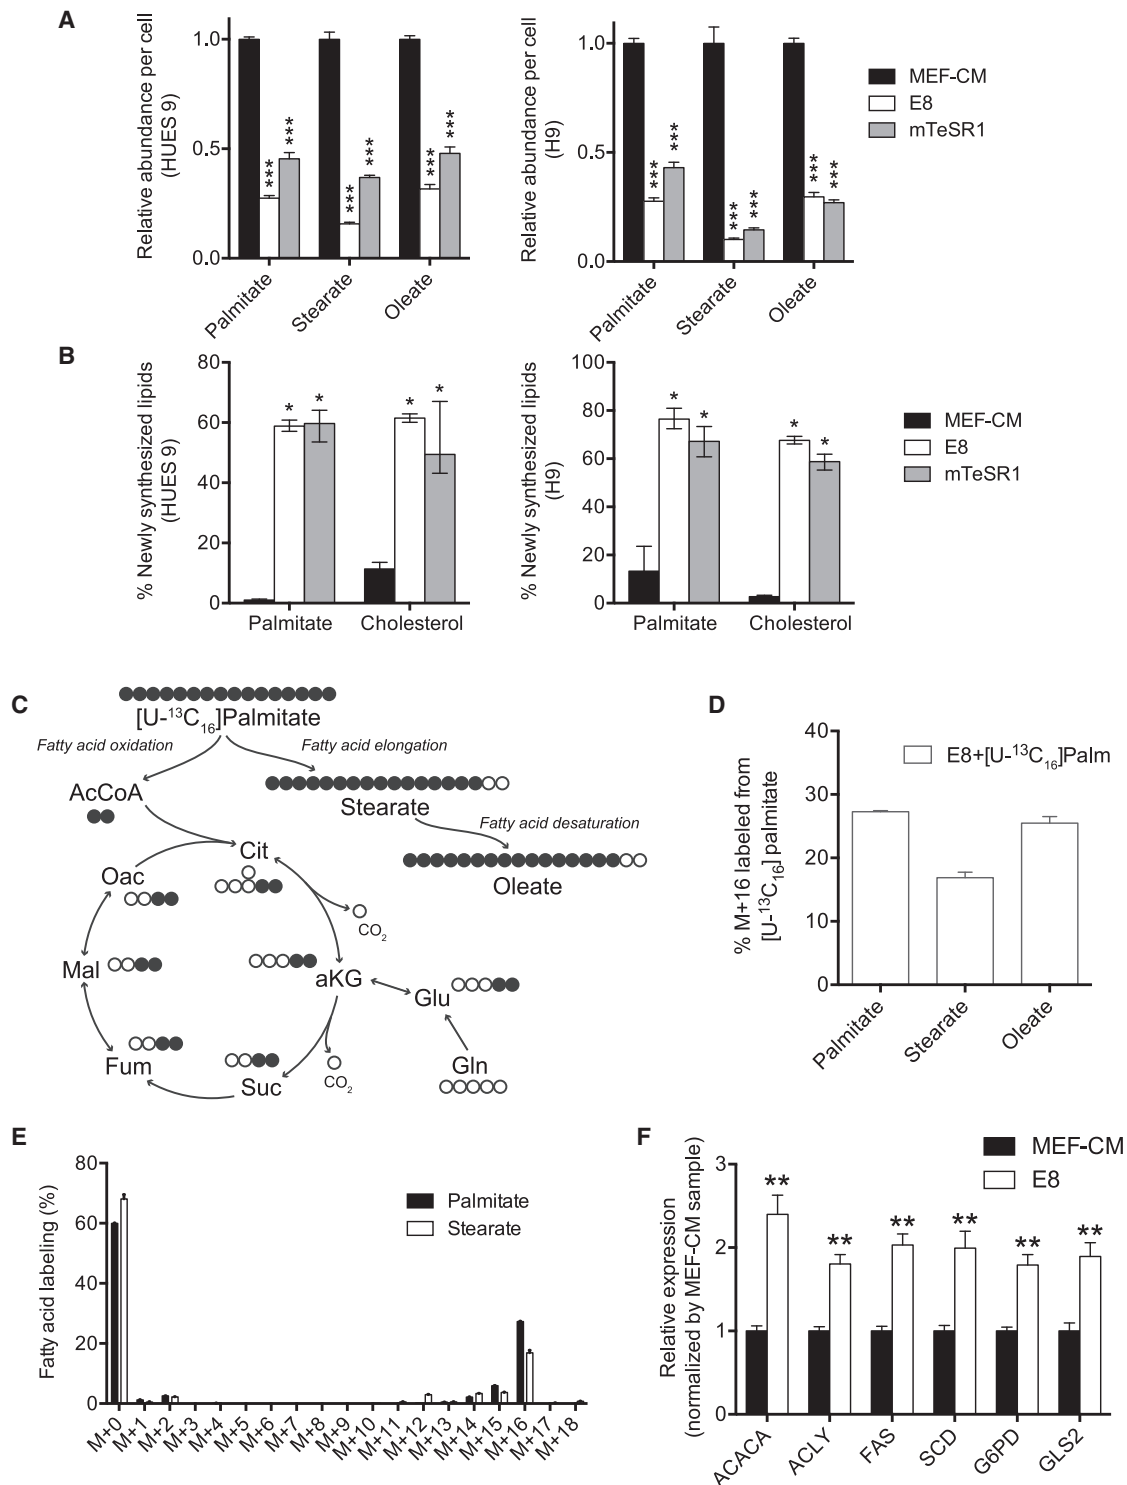 A
Relative abundance per cell
(HUES 9)
1.0
0.5
0.0
***
***
***
***
***
***
Palmitate
Stearate
Oleate
Relative abundance per cell
(H9)
1.0
0.5
0.0
***
***
***
***
***
***
Palmitate
Stearate
Oleate
MEF-CM
E8
mTeSR1
B
% Newly synthesized lipids
(HUES 9)
80
60
40
20
0
* *
* *
Palmitate
Cholesterol
% Newly synthesized lipids
(H9)
100
80
60
40
20
0
* *
* *
Palmitate
Cholesterol
MEF-CM
E8
mTeSR1
C
[U-¹³C₁₆]Palmitate
Fatty acid oxidation
Fatty acid elongation
AcCoA
Stearate
Fatty acid desaturation
Cit
Oleate
Oac
CO₂
Mal
aKG
Glu
Fum
Suc
CO₂
Gln
D
% M+16 labeled from
[U-¹³C₁₆] palmitate
40
30
20
10
0
E8+[U-¹³C₁₆]Palm
Palmitate
Stearate
Oleate
E
Fatty acid labeling (%)
80
60
40
20
0
Palmitate
Stearate
M+0
M+1
M+2
M+3
M+4
M+5
M+6
M+7
M+8
M+9
M+10
M+11
M+12
M+13
M+14
M+15
M+16
M+17
M+18
F
Relative expression
(normalized by MEF-CM sample)
3
2
1
0
MEF-CM
E8
**
**
**
**
**
**
ACACA
ACLY
FAS
SCD
G6PD
GLS2